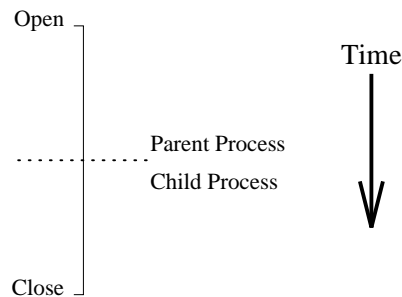 Open
Time
Parent Process
Child Process
Close